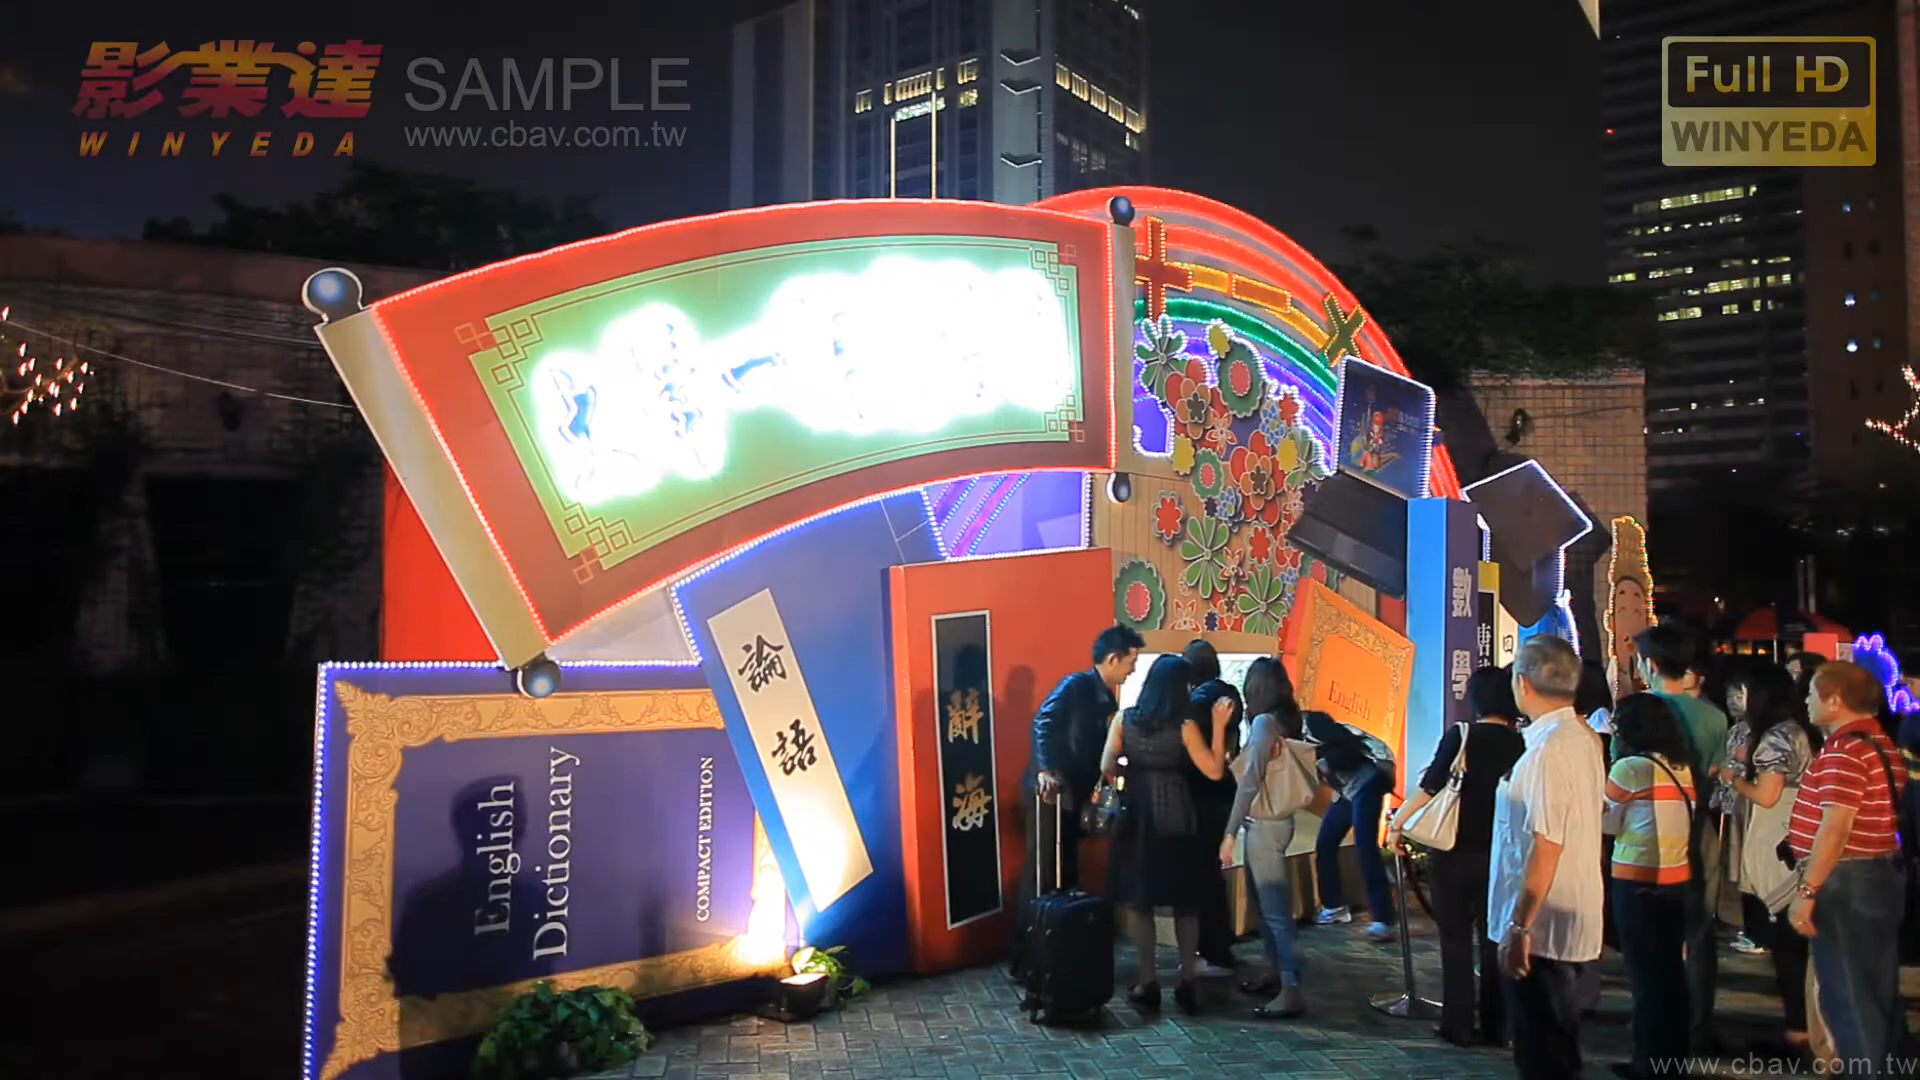 影業達
WINYEDA
SAMPLE
www.cbav.com.tw
Full HD
WINYEDA
論語
辭海
English
Dictionary
COMPACT EDITION
English
數學
www.cbav.com.tw